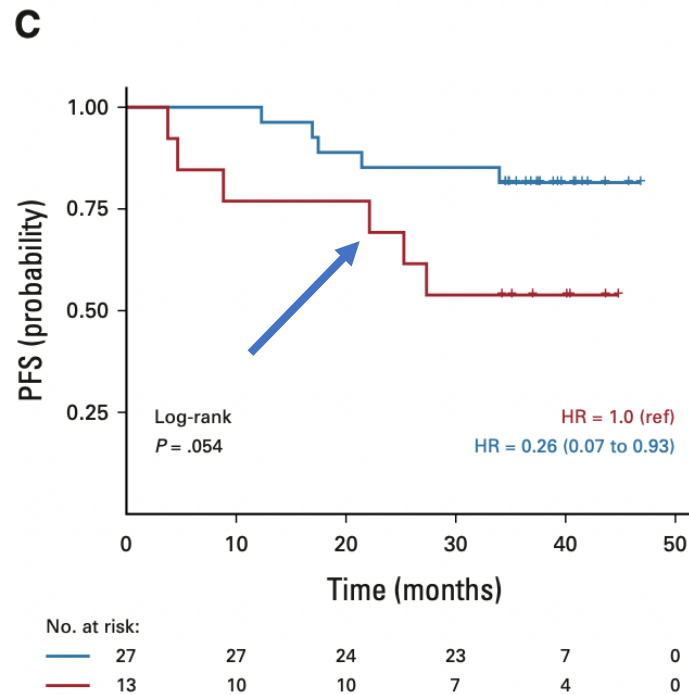 C
1.00
0.75
0.50
0.25
PFS (probability)
Log-rank
P = .054
HR = 1.0 (ref)
HR = 0.26 (0.07 to 0.93)
0 10 20 30 40 50
Time (months)
No. at risk:
27 27 24 23 7 0
13 10 10 7 4 0